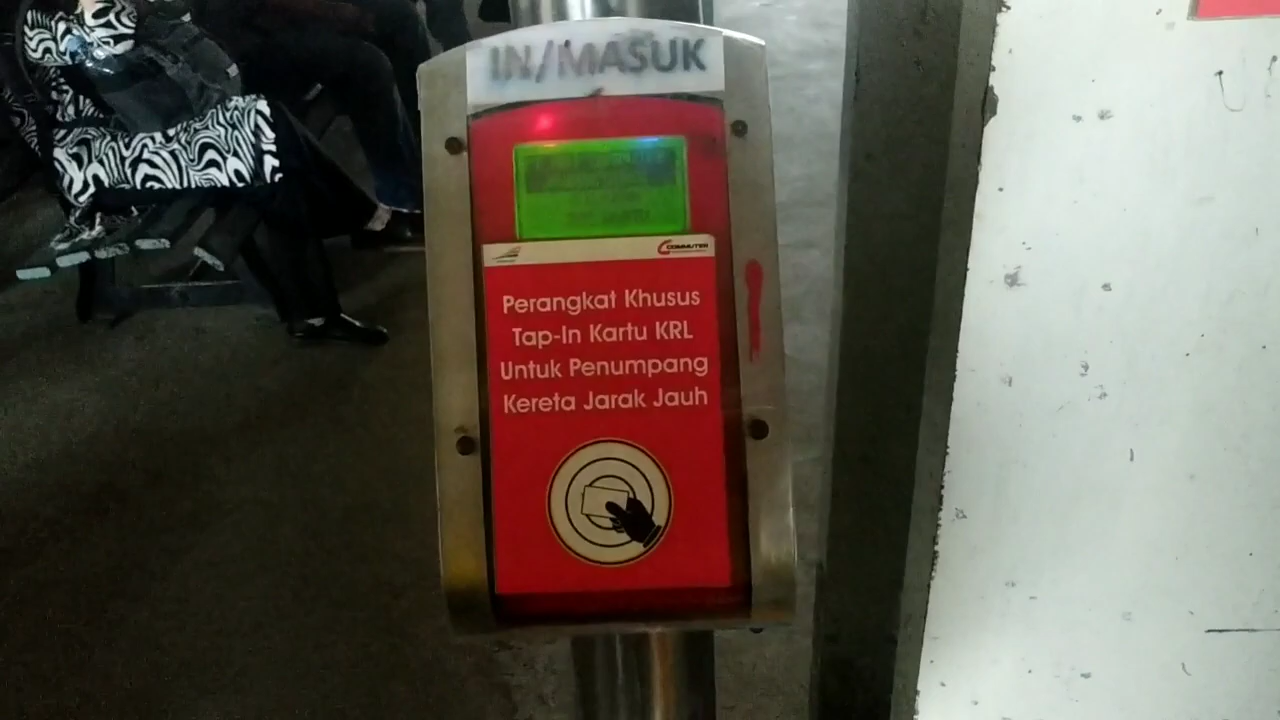 IN/MASUK
COMMUTER
Perangkat Khusus
Tap-In Kartu KRL
Untuk Penumpang
Kereta Jarak Jauh